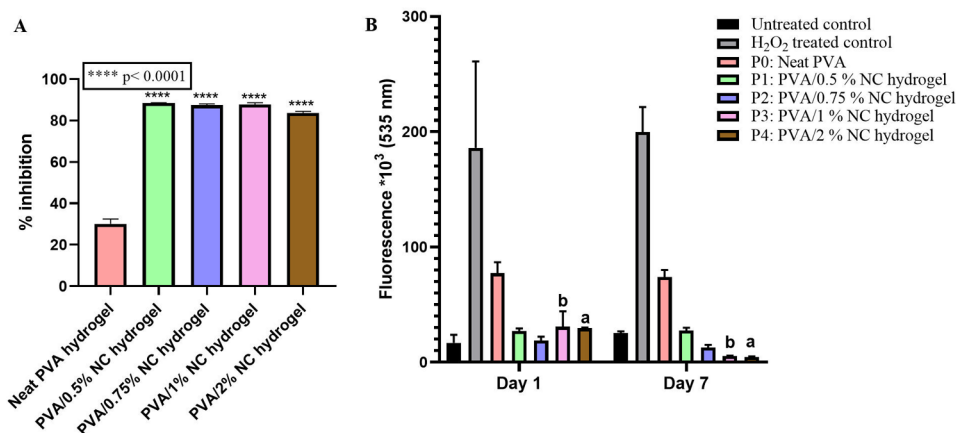 A
**** p< 0.0001
% inhibition
100
80
60
40
20
0
****
****
****
****
Neat PVA hydrogel
PVA/0.5% NC hydrogel
PVA/0.75% NC hydrogel
PVA/1% NC hydrogel
PVA/2% NC hydrogel
B
Fluorescence *10³ (535 nm)
300
200
100
0
b
a
b
a
Day 1
Day 7
Untreated control
H₂O₂ treated control
P0: Neat PVA
P1: PVA/0.5 % NC hydrogel
P2: PVA/0.75 % NC hydrogel
P3: PVA/1 % NC hydrogel
P4: PVA/2 % NC hydrogel